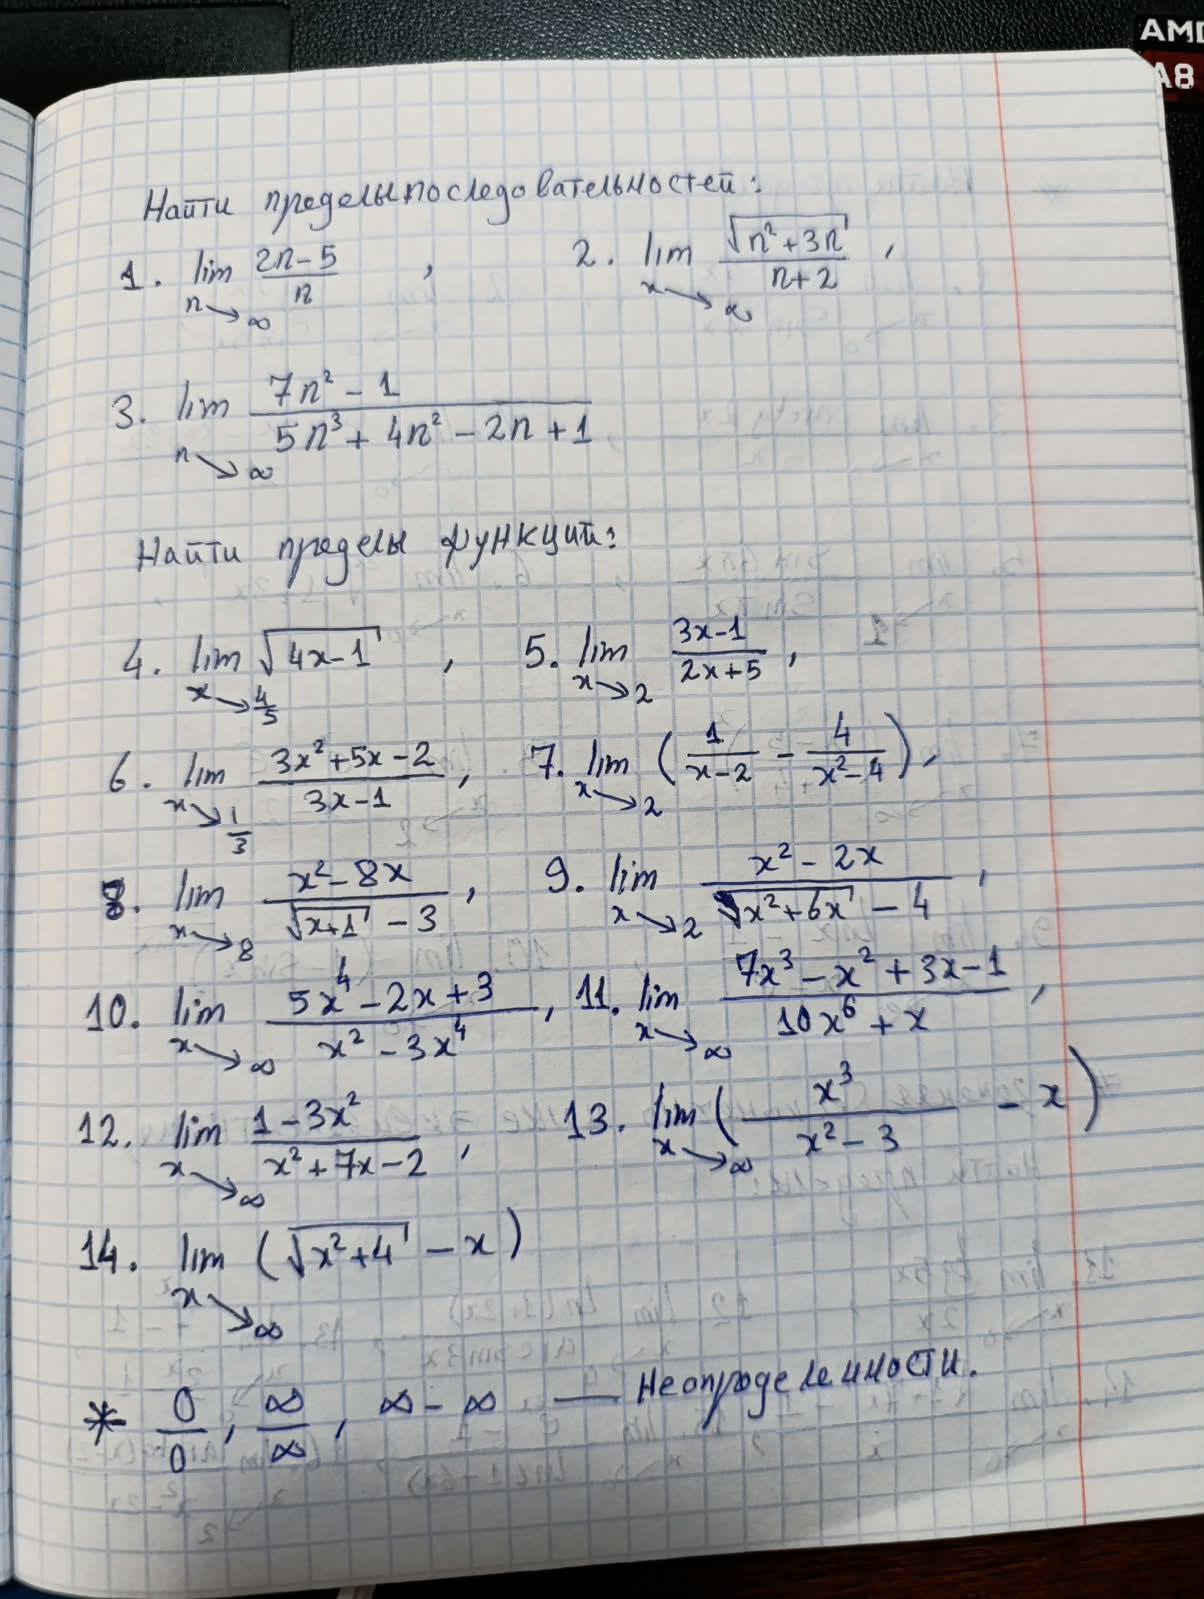 AMD
A8
Найти пределы последовательностей:
1. lim n→∞ (2n-5)/n , 2. lim x→∞ √(n²+3n)/(n+2) ,
3. lim n→∞ (7n²-1)/(5n³+4n²-2n+1)
Найти пределы функций:
4. lim x→4/5 √(4x-1) , 5. lim x→2 (3x-1)/(2x+5) ,
6. lim x→1/3 (3x²+5x-2)/(3x-1) , 7. lim x→2 (1/(x-2) - 4/(x²-4)) ,
8. lim x→8 (x²-8x)/(√(x+1) - 3) , 9. lim x→2 (x²-2x)/(√(x²+6x) - 4) ,
10. lim x→∞ (5x⁴-2x+3)/(x²-3x⁴) , 11. lim x→∞ (7x³-x²+3x-1)/(10x⁶+x) ,
12. lim x→∞ (1-3x²)/(x²+7x-2) , 13. lim x→∞ (x³/(x²-3) - x)
14. lim x→∞ (√(x²+4) - x)
* 0/0 , ∞/∞ , ∞-∞ — Неопределенности.